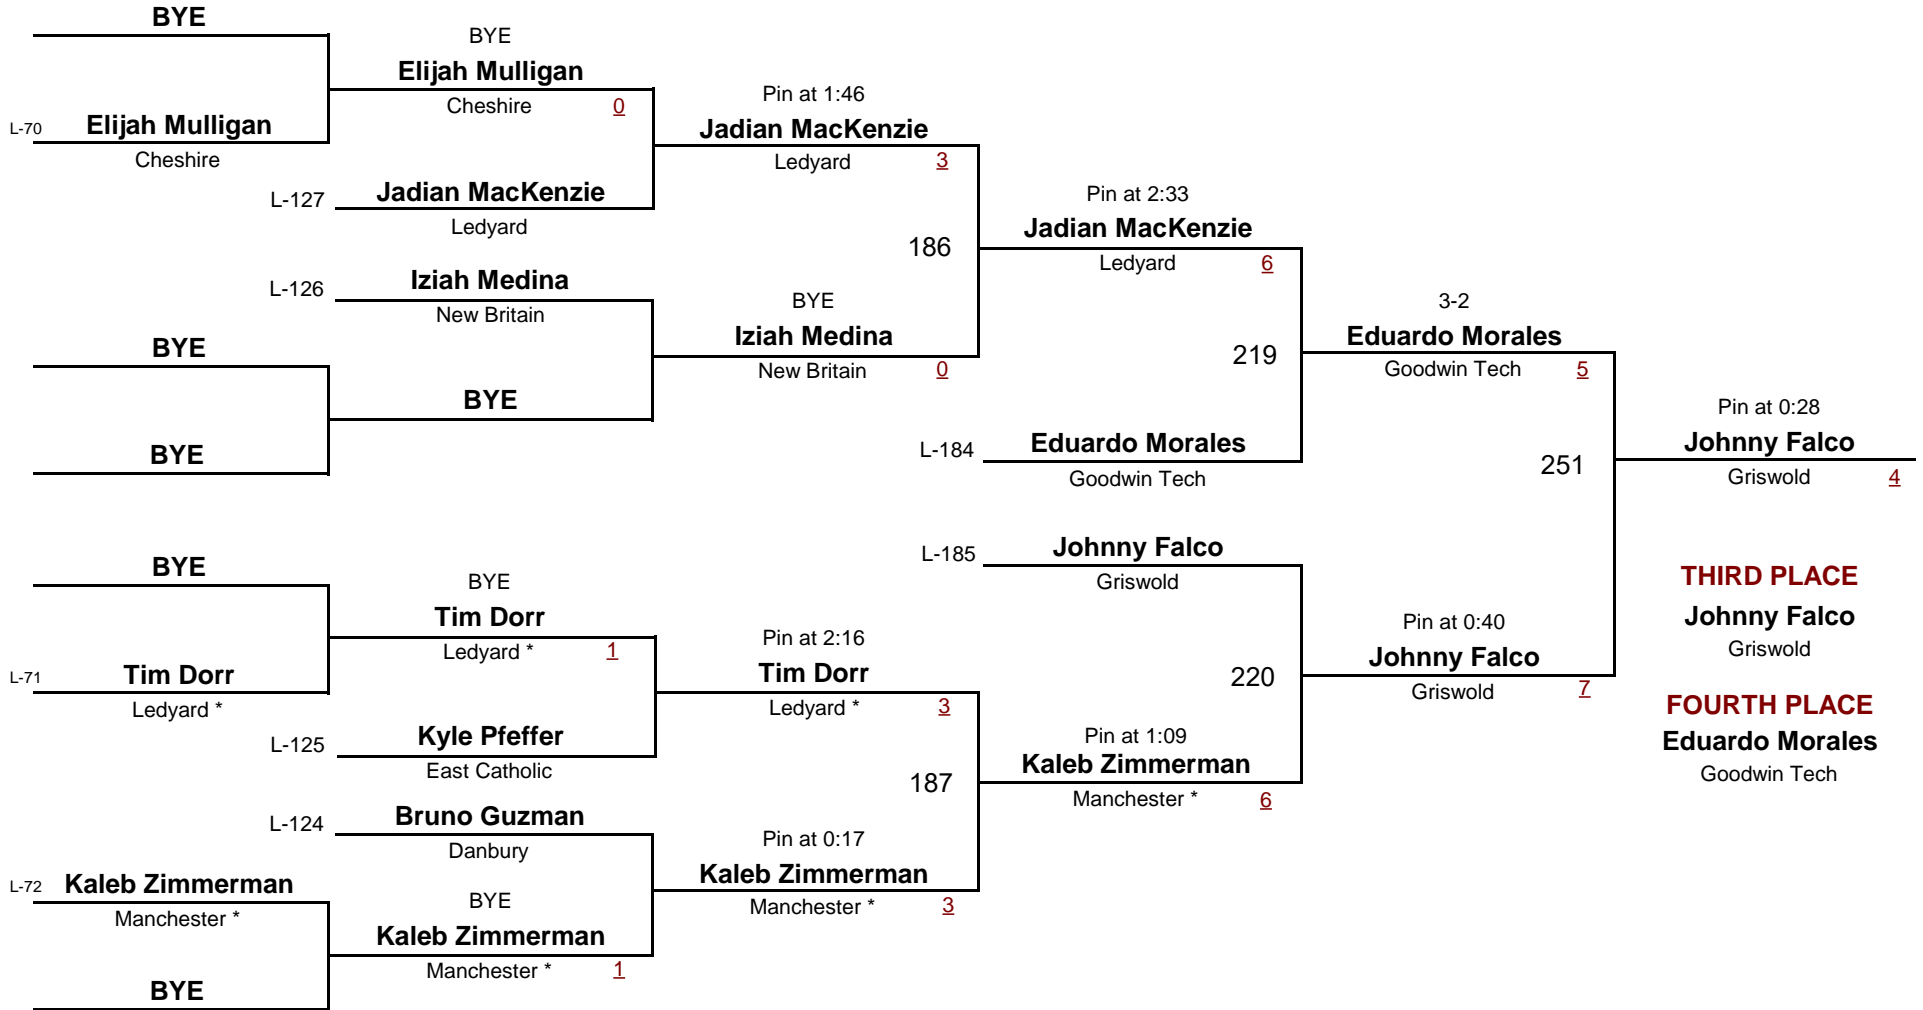 BYE
L-70 Elijah Mulligan
Cheshire
BYE
Elijah Mulligan
Cheshire 0
L-127 Jadian MacKenzie
Ledyard
L-126 Iziah Medina
New Britain
BYE
BYE
BYE
Pin at 1:46
Jadian MacKenzie
Ledyard 3
186
BYE
Iziah Medina
New Britain 0
Pin at 2:33
Jadian MacKenzie
Ledyard 6
219
L-184 Eduardo Morales
Goodwin Tech
3-2
Eduardo Morales
Goodwin Tech 5
251
Pin at 0:28
Johnny Falco
Griswold 4
BYE
L-71 Tim Dorr
Ledyard *
BYE
Tim Dorr
Ledyard * 1
L-125 Kyle Pfeffer
East Catholic
L-124 Bruno Guzman
Danbury
L-72 Kaleb Zimmerman
Manchester *
BYE
BYE
Kaleb Zimmerman
Manchester * 1
Pin at 2:16
Tim Dorr
Ledyard * 3
187
Pin at 0:17
Kaleb Zimmerman
Manchester * 3
L-185 Johnny Falco
Griswold
220
Pin at 1:09
Kaleb Zimmerman
Manchester * 6
Pin at 0:40
Johnny Falco
Griswold 7
THIRD PLACE
Johnny Falco
Griswold
FOURTH PLACE
Eduardo Morales
Goodwin Tech